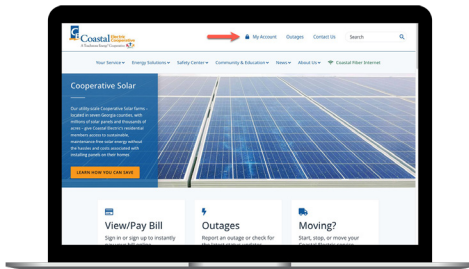 Coastal Electric
Cooperative
A Touchstone Energy® Cooperative
My Account Outages Contact Us Search
Your Service Energy Solutions Safety Center Community & Education News About Us Coastal Fiber Internet
Cooperative Solar
Our utility-scale Cooperative Solar farms -
located in seven Georgia counties, with
millions of solar panels and thousands of
acres - give Coastal Electric's residential
members access to sustainable,
maintenance-free solar energy without
the hassles and costs associated with
installing panels on their homes.
LEARN HOW YOU CAN SAVE
View/Pay Bill
Sign in or sign up to instantly
Outages
Report an outage or check for
Moving?
Start, stop, or move your